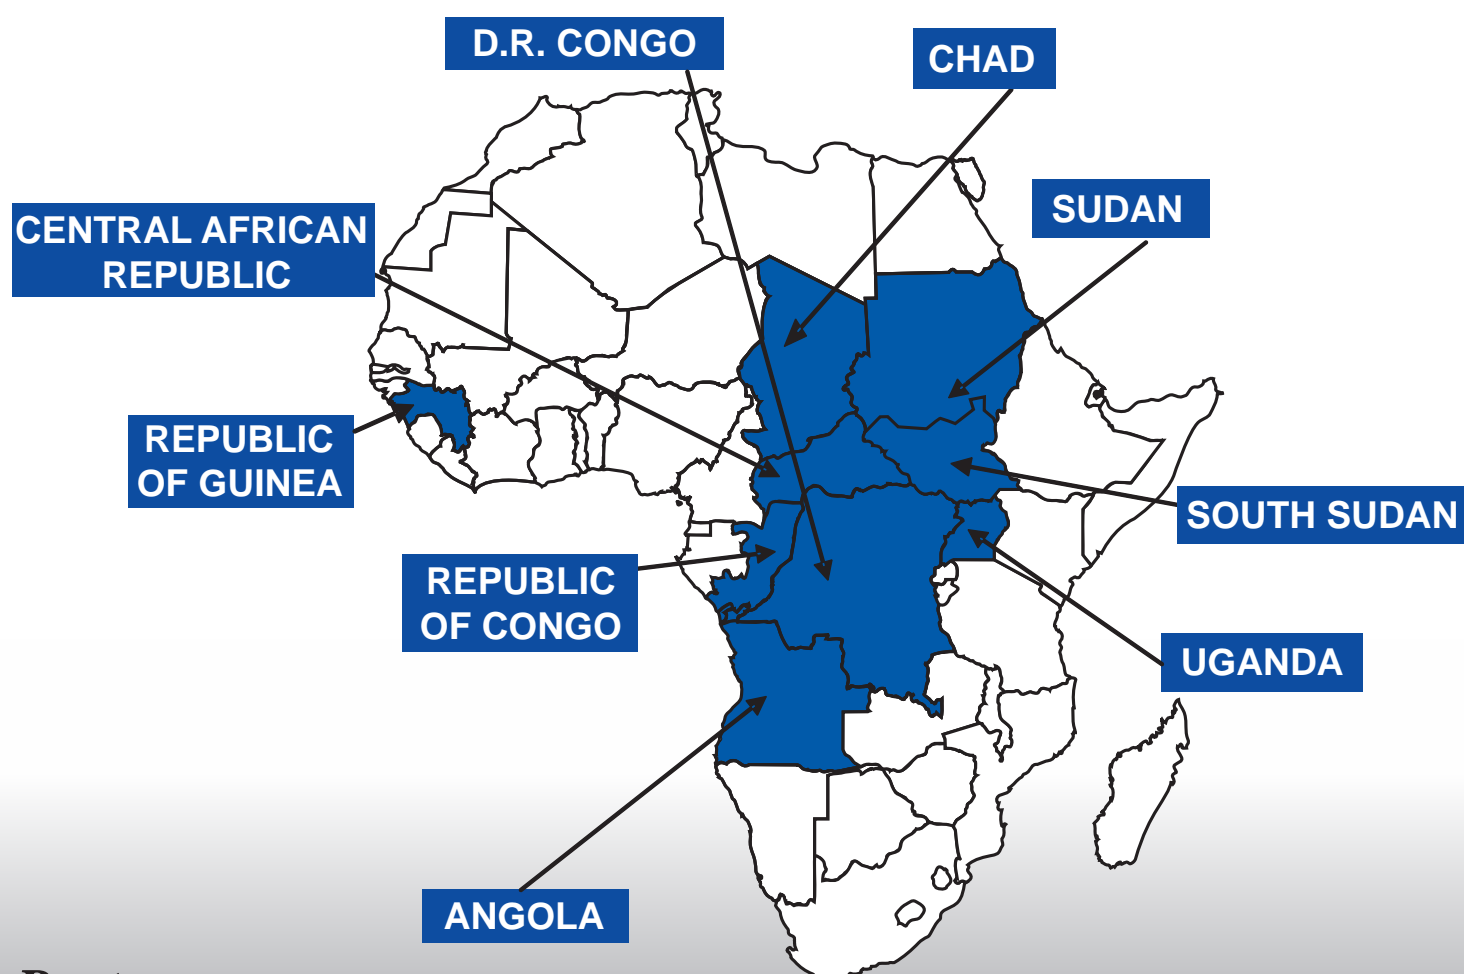 D.R. CONGO
CHAD
SUDAN
CENTRAL AFRICAN
REPUBLIC
REPUBLIC
OF GUINEA
SOUTH SUDAN
REPUBLIC
OF CONGO
UGANDA
ANGOLA